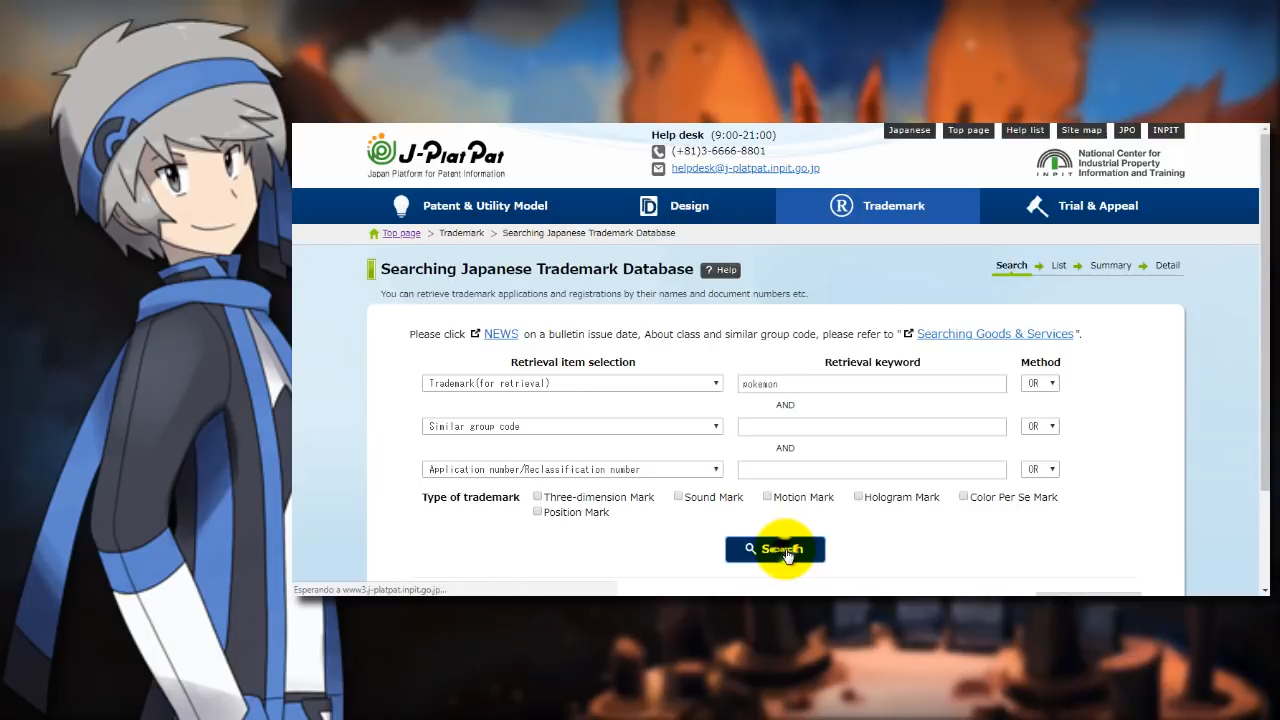 Japanese Top page Help list Site map JPO INPIT
J-PlatPat
Japan Platform for Patent Information
Help desk (9:00-21:00)
(+81)3-6666-8801
helpdesk@j-platpat.inpit.go.jp
INPIT
National Center for
Industrial Property
Information and Training
Patent & Utility Model Design Trademark Trial & Appeal
Top page > Trademark > Searching Japanese Trademark Database
Searching Japanese Trademark Database ? Help
Search List Summary Detail
You can retrieve trademark applications and registrations by their names and document numbers etc.
Please click NEWS on a bulletin issue date, About class and similar group code, please refer to " Searching Goods & Services".
Retrieval item selection Retrieval keyword Method
Trademark(for retrieval) pokemon OR
AND
Similar group code OR
AND
Application number/Reclassification number OR
Type of trademark Three-dimension Mark Sound Mark Motion Mark Hologram Mark Color Per Se Mark
Position Mark
Search
Esperando a www3.j-platpat.inpit.go.jp...